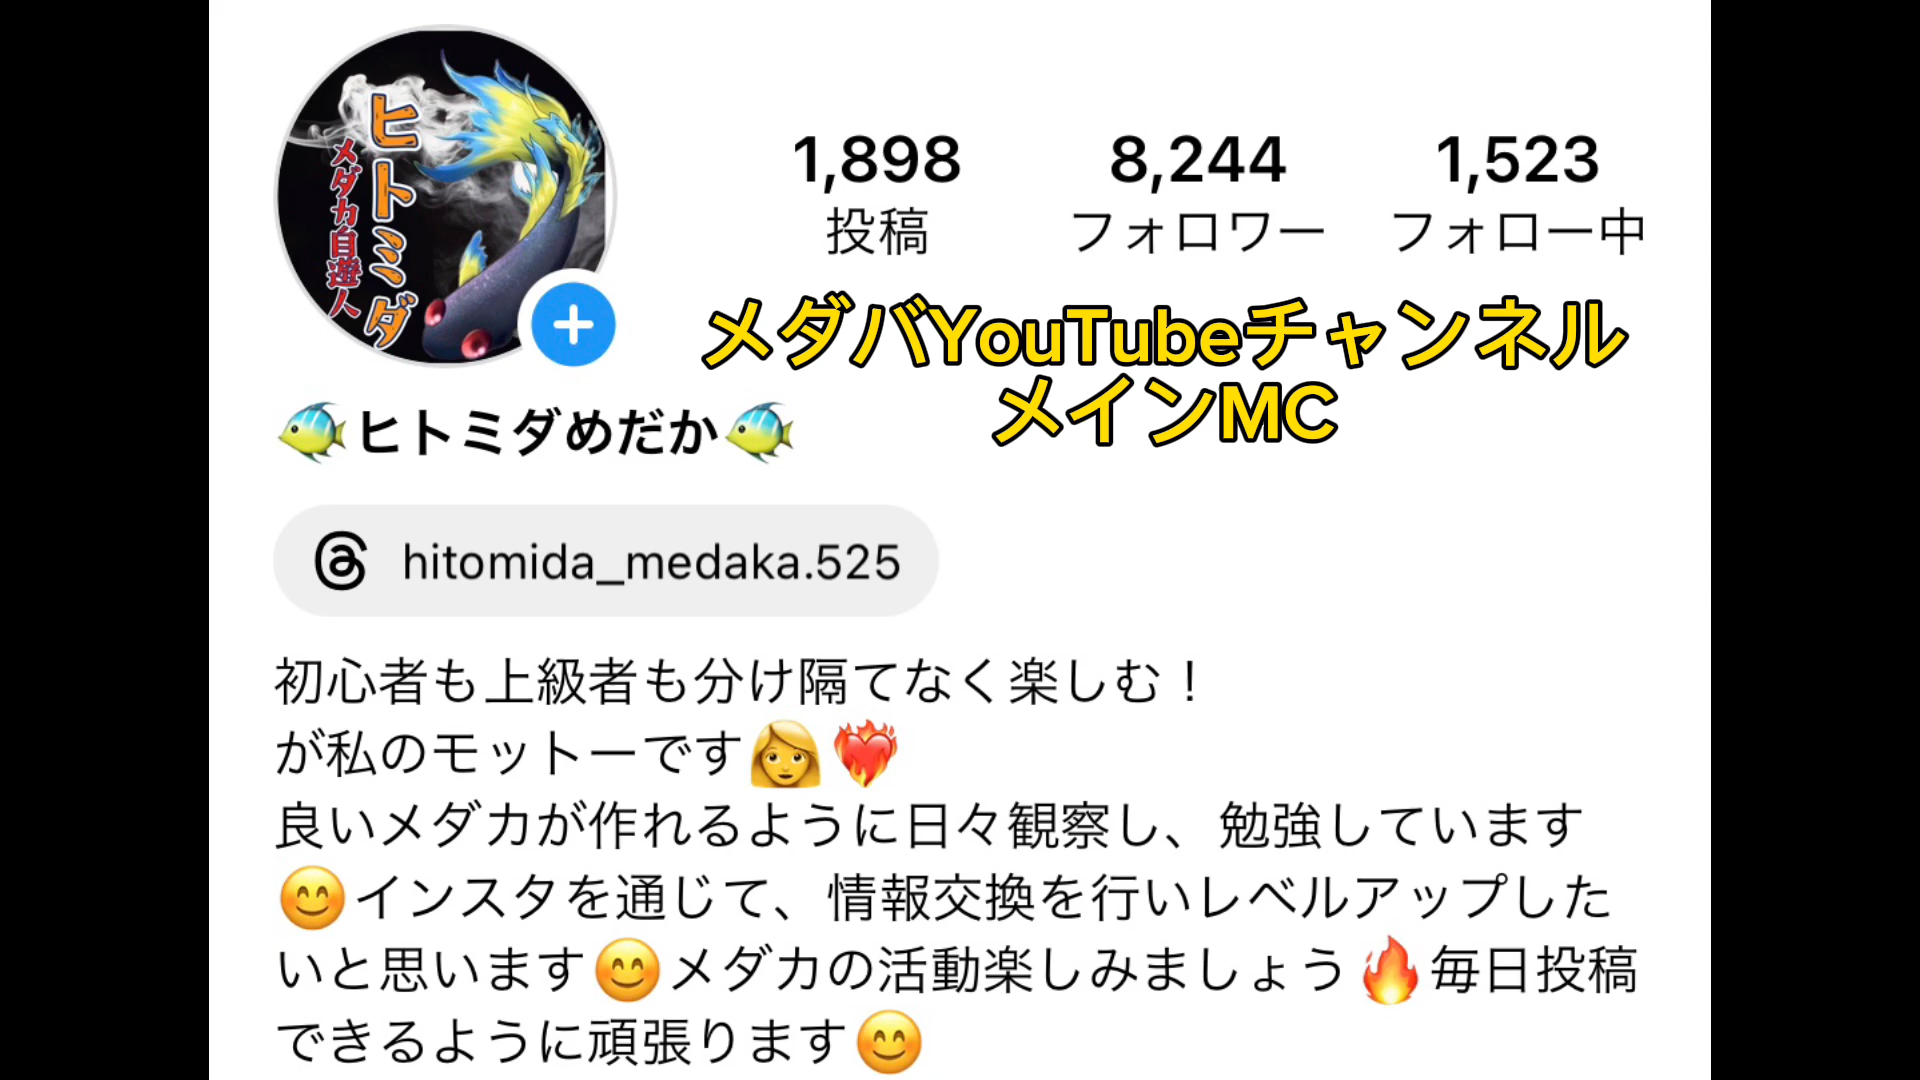 ヒトミダ
メダカ自遊人
1,898
8,244
1,523
投稿
フォロワー
フォロー中
メダバYouTubeチャンネル
メインMC
🐠ヒトミダめだか🐠
hitomida_medaka.525
初心者も上級者も分け隔てなく楽しむ！
が私のモットーです👩❤️‍🔥
良いメダカが作れるように日々観察し、勉強しています
😊インスタを通じて、情報交換を行いレベルアップした
いと思います😊メダカの活動楽しみましょう🔥毎日投稿
できるように頑張ります😊